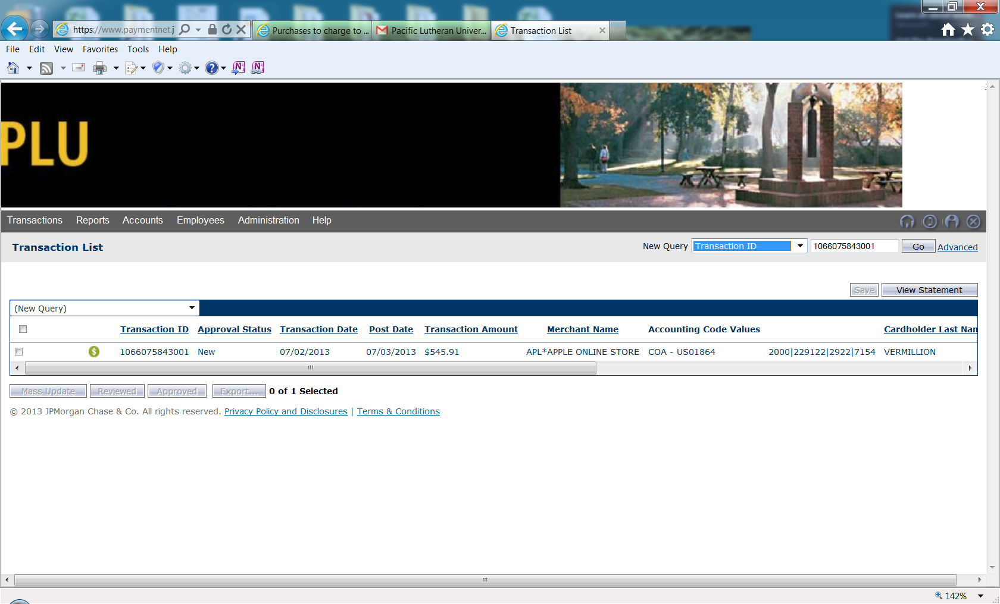 https://www.paymentnet.j
Purchases to charge to ...
Pacific Lutheran Univer...
Transaction List
File Edit View Favorites Tools Help
PLU
Transactions Reports Accounts Employees Administration Help
Transaction List
New Query Transaction ID 1066075843001 Go Advanced
Save View Statement
(New Query)
Transaction ID Approval Status Transaction Date Post Date Transaction Amount Merchant Name Accounting Code Values Cardholder Last Nam
1066075843001 New 07/02/2013 07/03/2013 $545.91 APL*APPLE ONLINE STORE COA - US01864 2000|229122|2922|7154 VERMILLION
Mass Update Reviewed Approved Export... 0 of 1 Selected
© 2013 JPMorgan Chase & Co. All rights reserved. Privacy Policy and Disclosures | Terms & Conditions
142%